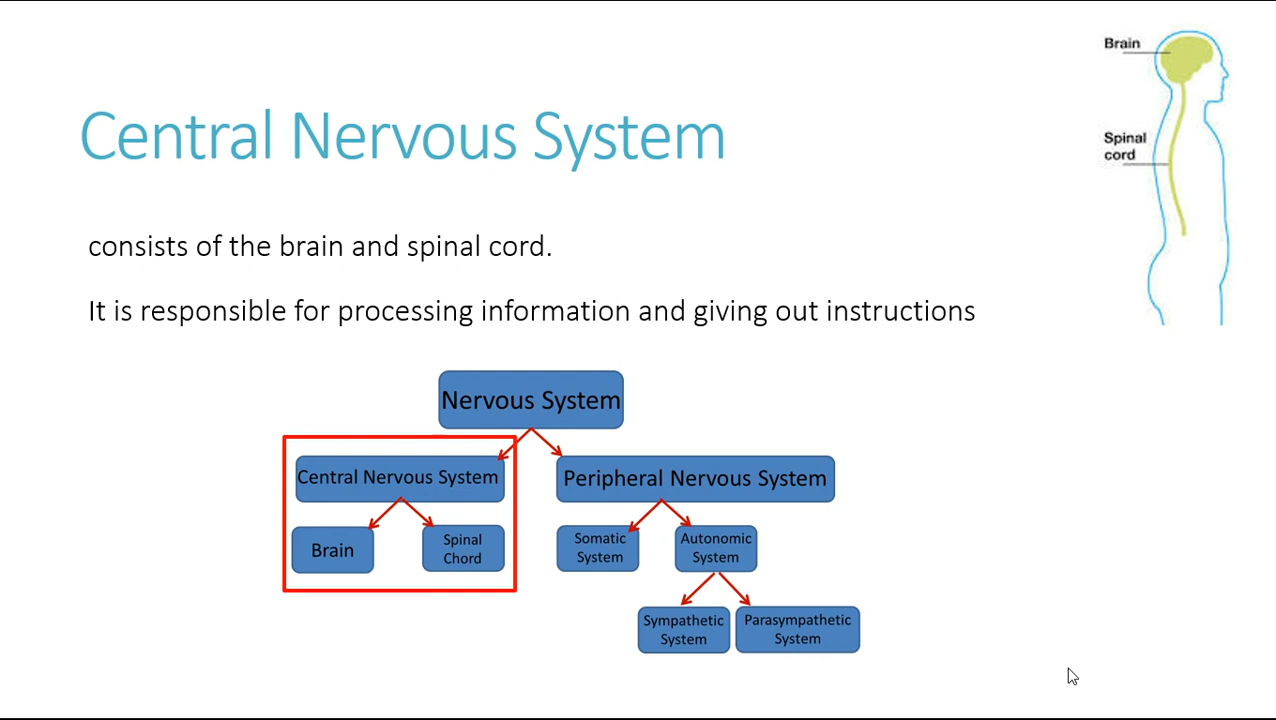 Brain
Central Nervous System
Spinal
cord
consists of the brain and spinal cord.
It is responsible for processing information and giving out instructions
Nervous System
Central Nervous System
Peripheral Nervous System
Brain
Spinal
Chord
Somatic
System
Autonomic
System
Sympathetic
System
Parasympathetic
System